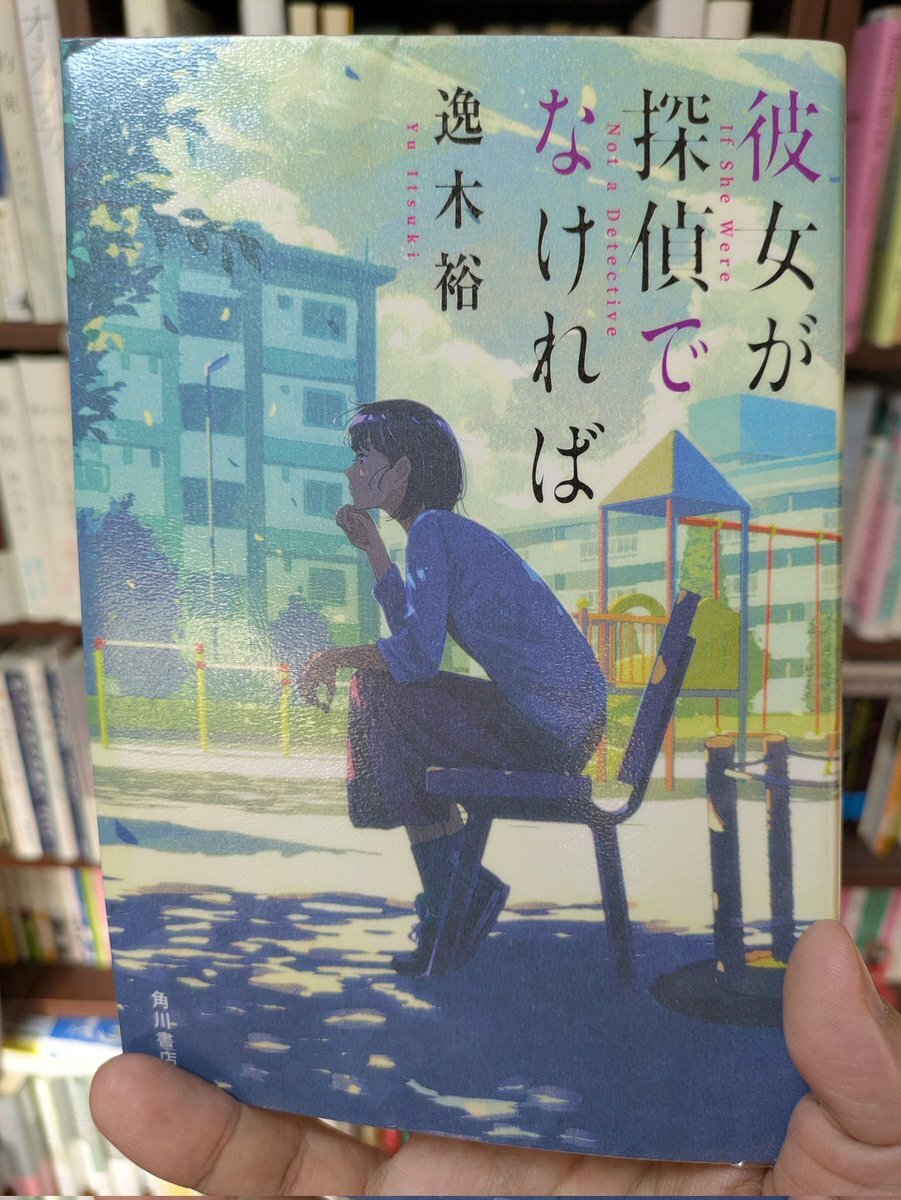 彼女が
If She Were
探偵で
Not a Detective
なければ
逸木裕
Yu Itsuki
角川書店